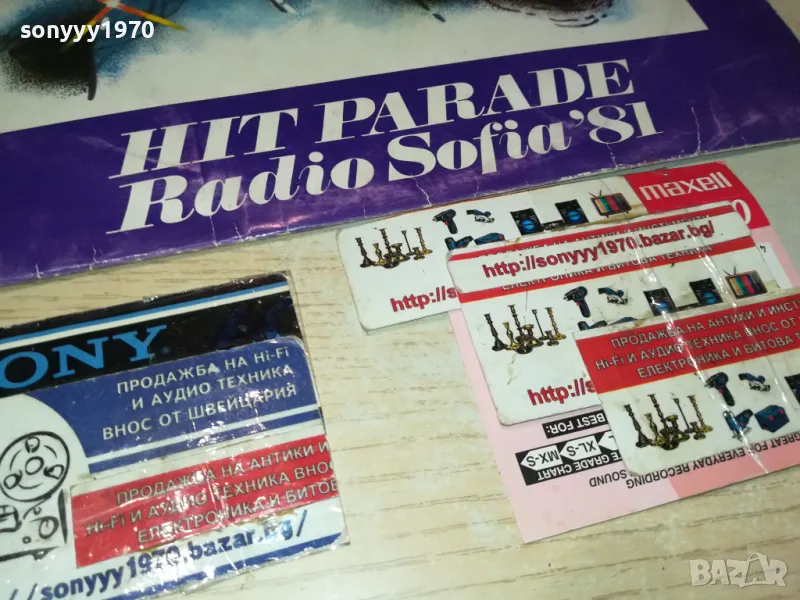 sonyyy1970
sonyyy1970
HIT PARADE
Radio Sofia '81
maxell
http://sonyyy1970.bazar.bg/
http://s
ЕЛЕКТРОНИКА И БИТОВА ТЕХНИКА
ПРОДАЖБА НА АНТИКИ И ИНСТ
HI-FI И АУДИО ТЕХНИКА ВНОС ОТ
ЕЛЕКТРОНИКА И БИТОВА Т
http://s
BEST FOR:
XL-S
MX-S
GRADE CHART
GREAT FOR EVERYDAY RECORDING
SOUND
ONY
ПРОДАЖБА НА Hi-Fi
И АУДИО ТЕХНИКА
ВНОС ОТ ШВЕЙЦАРИЯ
ПРОДАЖБА НА АНТИКИ И
HI-FI И АУДИО ТЕХНИКА ВНОС
ЕЛЕКТРОНИКА И БИТОВ
//sonyyy1970.bazar.bg/
BAZAR